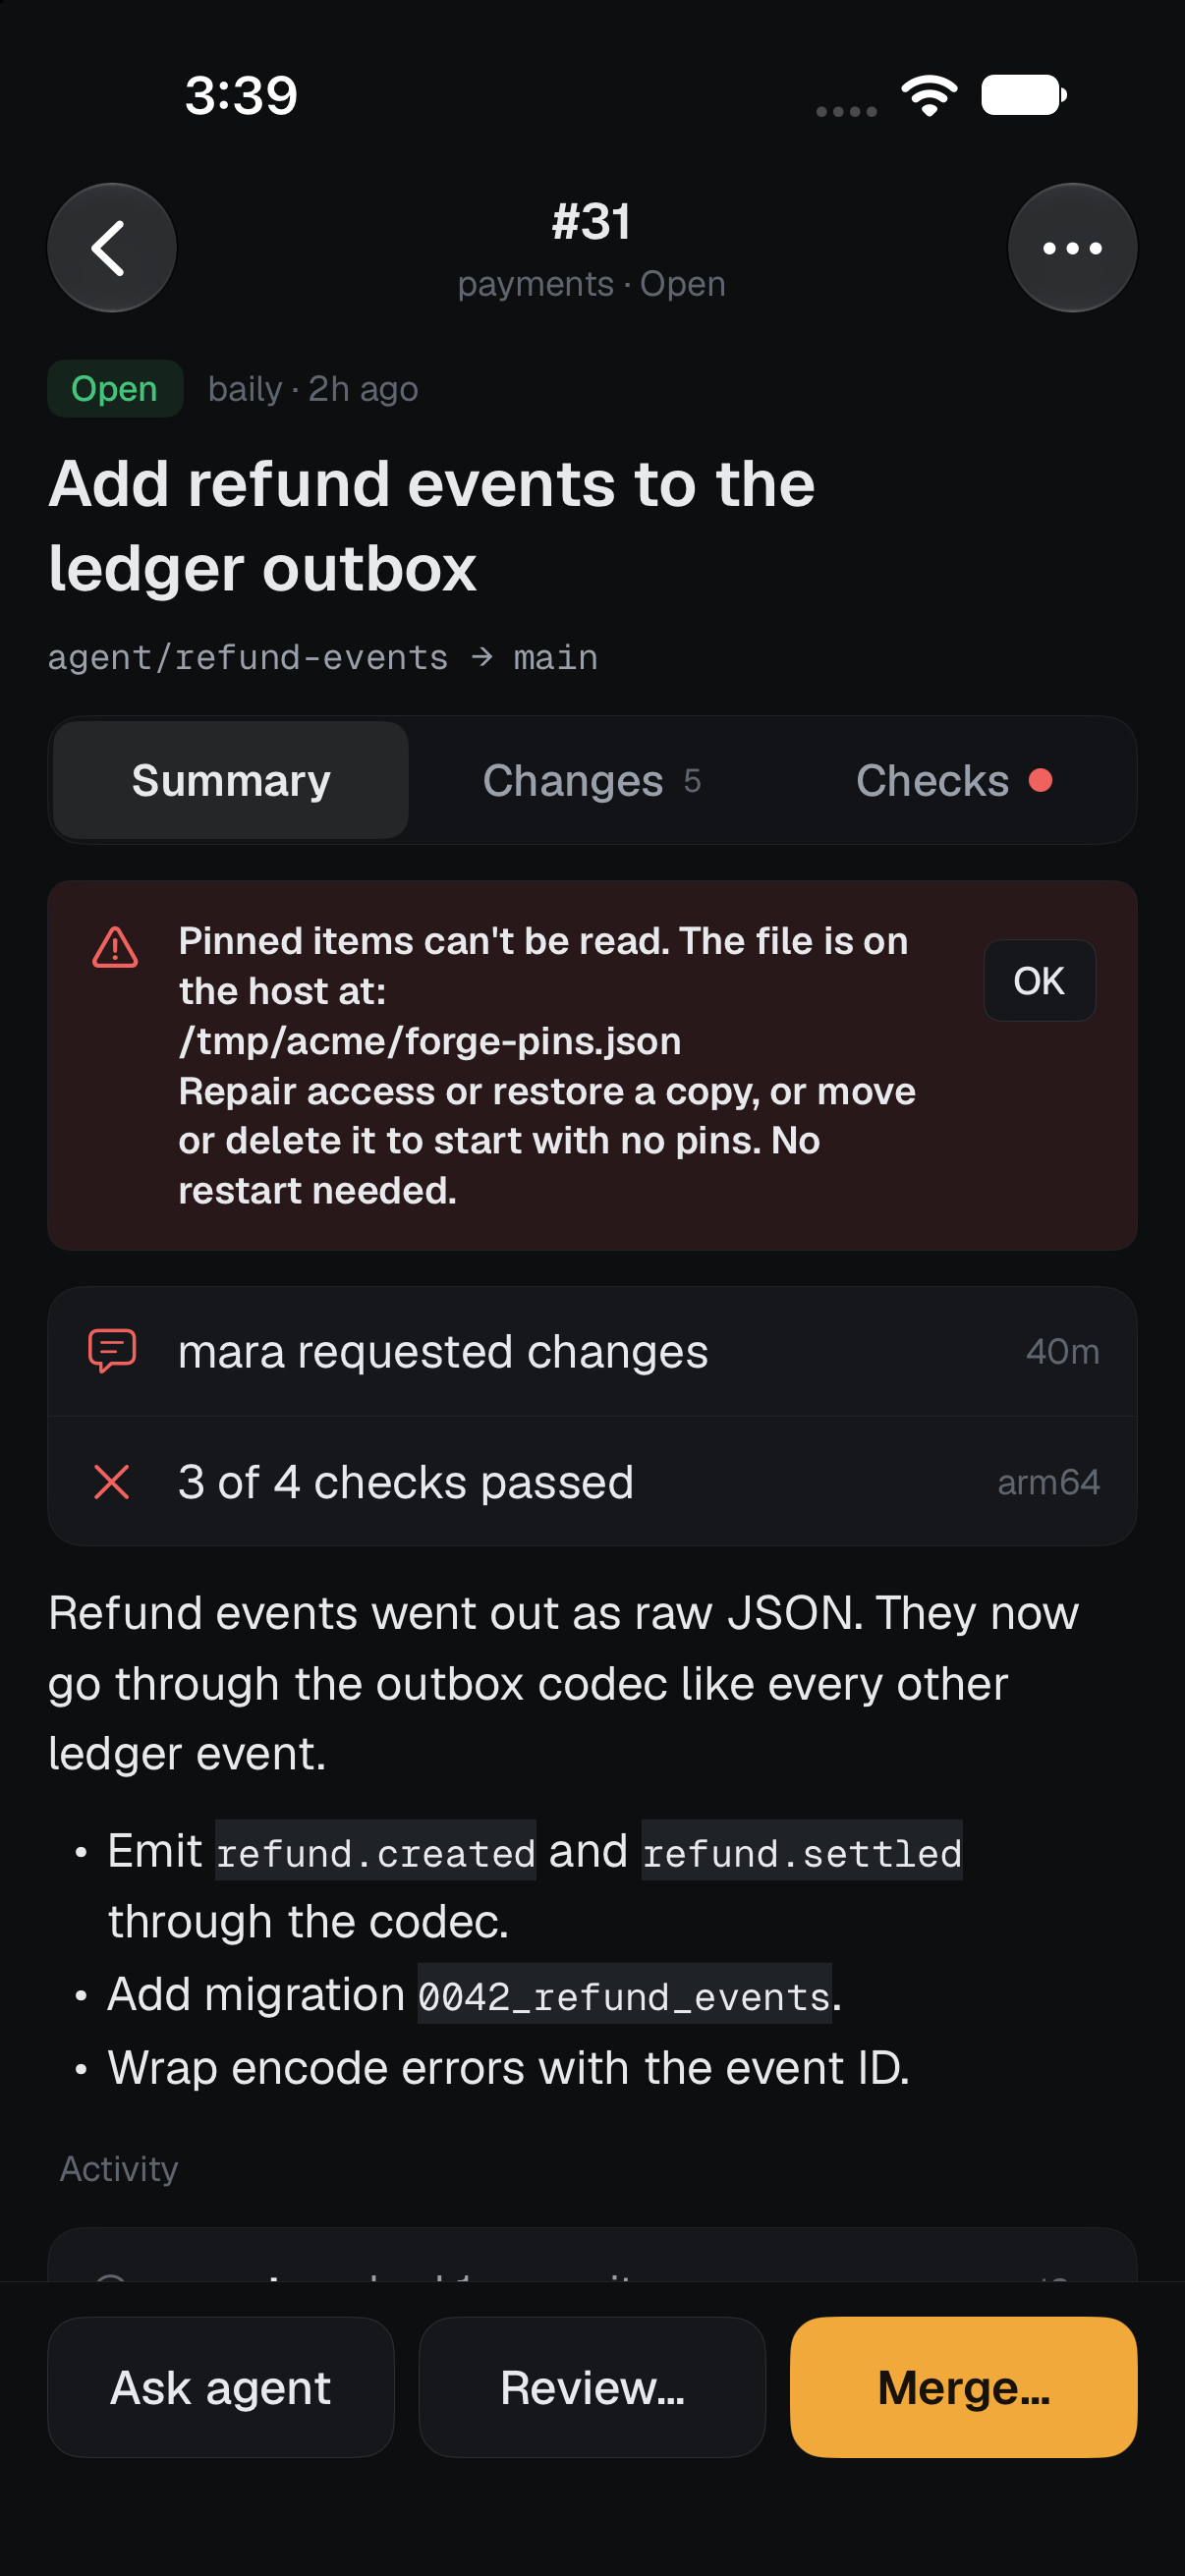 3:39
#31
payments · Open
Open baily · 2h ago
Add refund events to the
ledger outbox
agent/refund-events → main
Summary Changes 5 Checks
Pinned items can't be read. The file is on
the host at:
/tmp/acme/forge-pins.json
Repair access or restore a copy, or move
or delete it to start with no pins. No
restart needed.
OK
mara requested changes 40m
3 of 4 checks passed arm64
Refund events went out as raw JSON. They now
go through the outbox codec like every other
ledger event.
• Emit refund.created and refund.settled
through the codec.
• Add migration 0042_refund_events.
• Wrap encode errors with the event ID.
Activity
Ask agent Review... Merge...